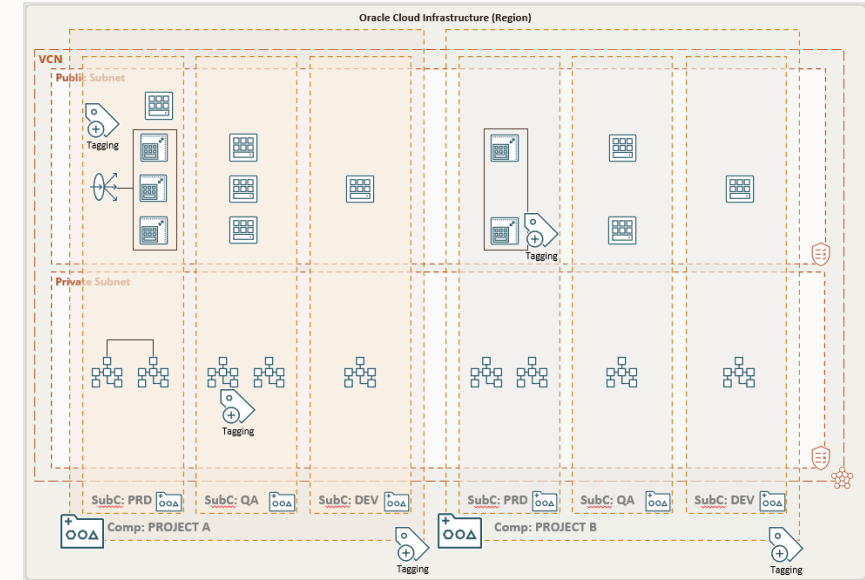 Oracle Cloud Infrastructure (Region)
VCN
Public Subnet
Tagging
Tagging
Private Subnet
Tagging
SubC: PRD
SubC: QA
SubC: DEV
SubC: PRD
SubC: QA
SubC: DEV
Comp: PROJECT A
Comp: PROJECT B
Tagging
Tagging